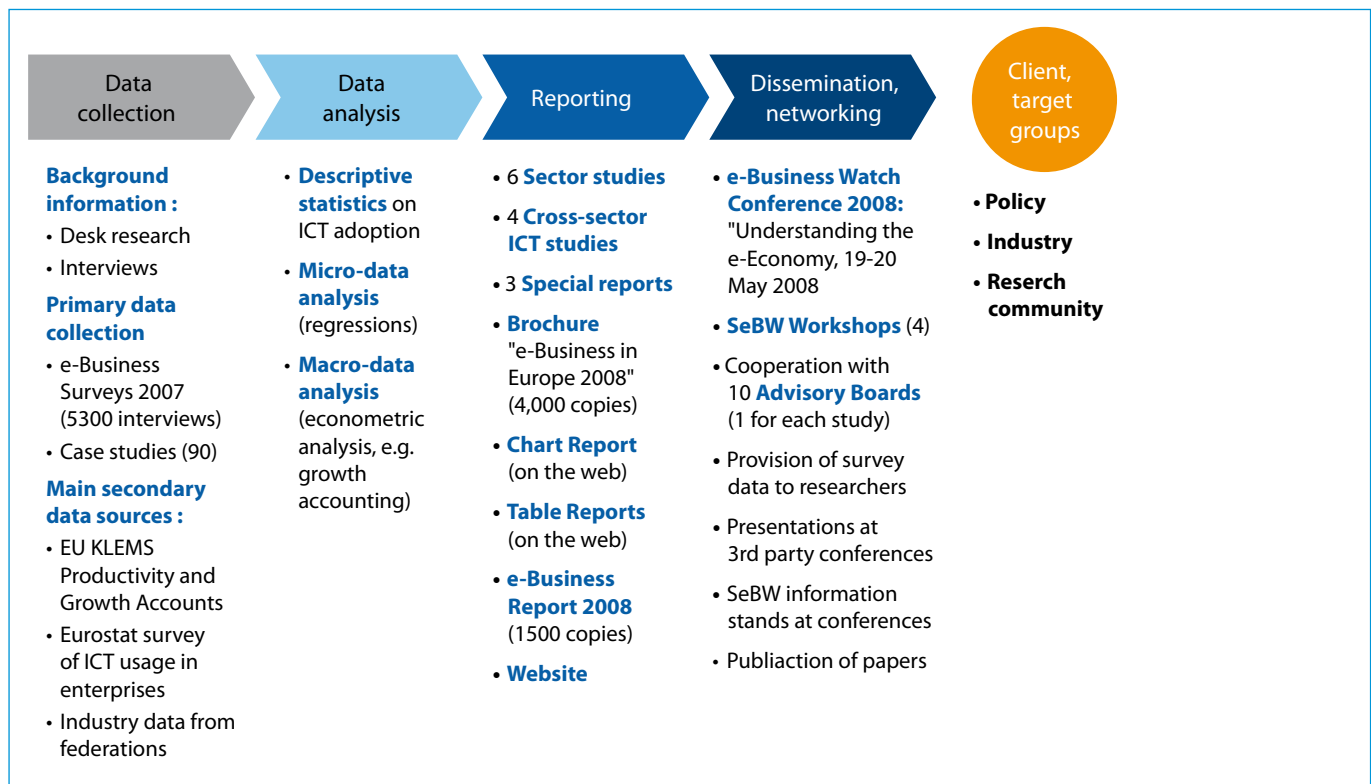 Data
collection
Data
analysis
Reporting
Dissemination,
networking
Client,
target
groups
Background
information :
• Desk research
• Interviews
Primary data
collection
• e-Business
Surveys 2007
(5300 interviews)
• Case studies (90)
Main secondary
data sources :
• EU KLEMS
Productivity and
Growth Accounts
• Eurostat survey
of ICT usage in
enterprises
• Industry data from
federations
• Descriptive
statistics on
ICT adoption
• Micro-data
analysis
(regressions)
• Macro-data
analysis
(econometric
analysis, e.g.
growth
accounting)
• 6 Sector studies
• 4 Cross-sector
ICT studies
• 3 Special reports
• Brochure
"e-Business in
Europe 2008"
(4,000 copies)
• Chart Report
(on the web)
• Table Reports
(on the web)
• e-Business
Report 2008
(1500 copies)
• Website
• e-Business Watch
Conference 2008:
"Understanding the
e-Economy, 19-20
May 2008
• SeBW Workshops (4)
• Cooperation with
10 Advisory Boards
(1 for each study)
• Provision of survey
data to researchers
• Presentations at
3rd party conferences
• SeBW information
stands at conferences
• Publiaction of papers
• Policy
• Industry
• Reserch
community